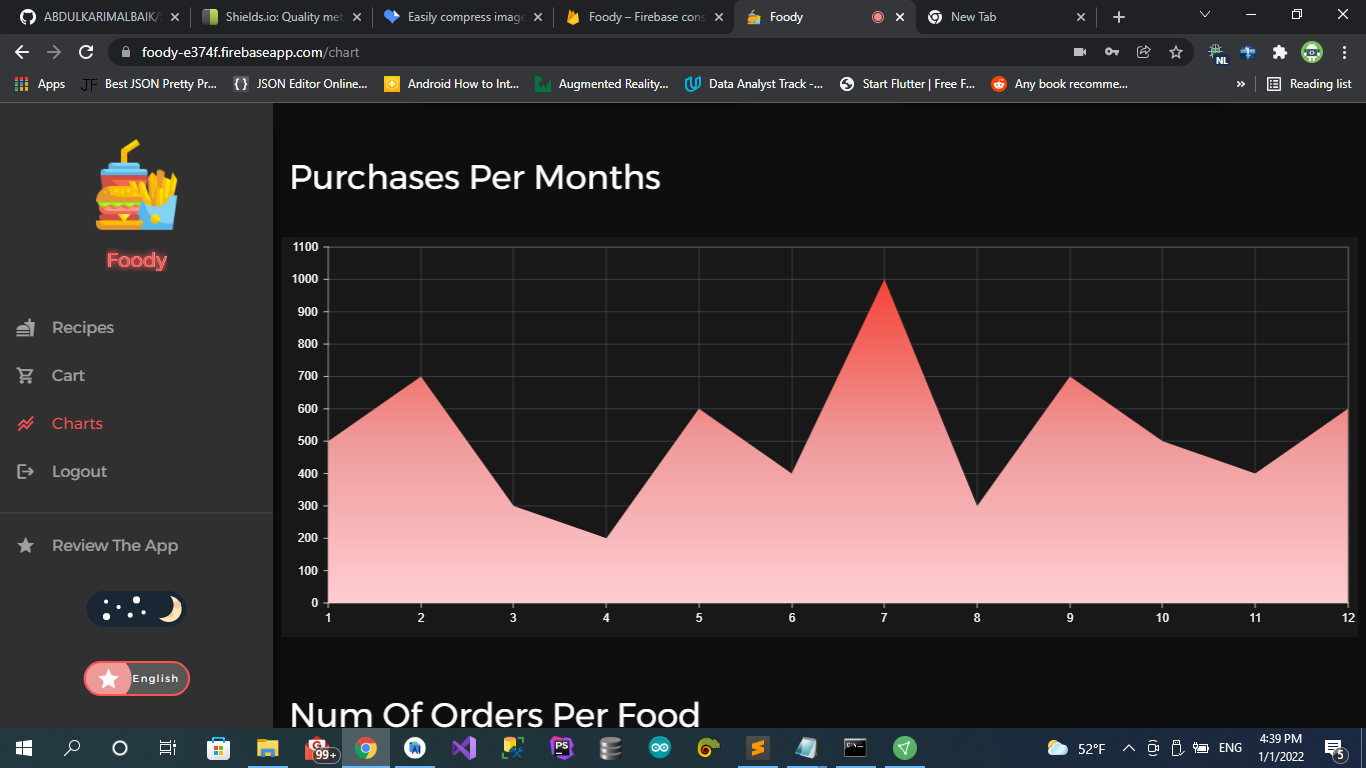 ABDULKARIMALBAIK/
Shields.io: Quality met
Easily compress image
Foody – Firebase cons
Foody
New Tab
foody-e374f.firebaseapp.com/chart
NL
Apps
JF Best JSON Pretty Pr...
{} JSON Editor Online...
Android How to Int...
Augmented Reality...
Data Analyst Track -...
Start Flutter | Free F...
Any book recomme...
»
Reading list
Foody
Recipes
Cart
Charts
Logout
Review The App
English
Purchases Per Months
1100
1000
900
800
700
600
500
400
300
200
100
0
1 2 3 4 5 6 7 8 9 10 11 12
Num Of Orders Per Food
99+
PS
52°F
ENG
4:39 PM
1/1/2022
5